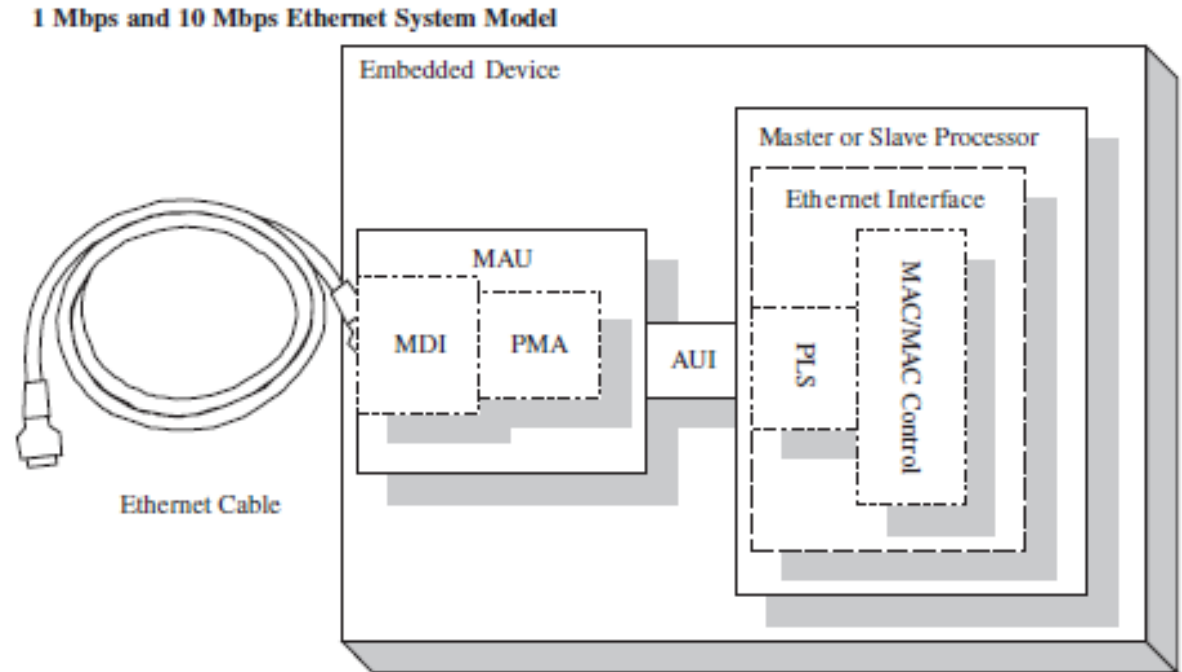 1 Mbps and 10 Mbps Ethernet System Model
Embedded Device
Master or Slave Processor
Ethernet Interface
MAU
MDI
PMA
AUI
PLS
MAC/MAC Control
Ethernet Cable